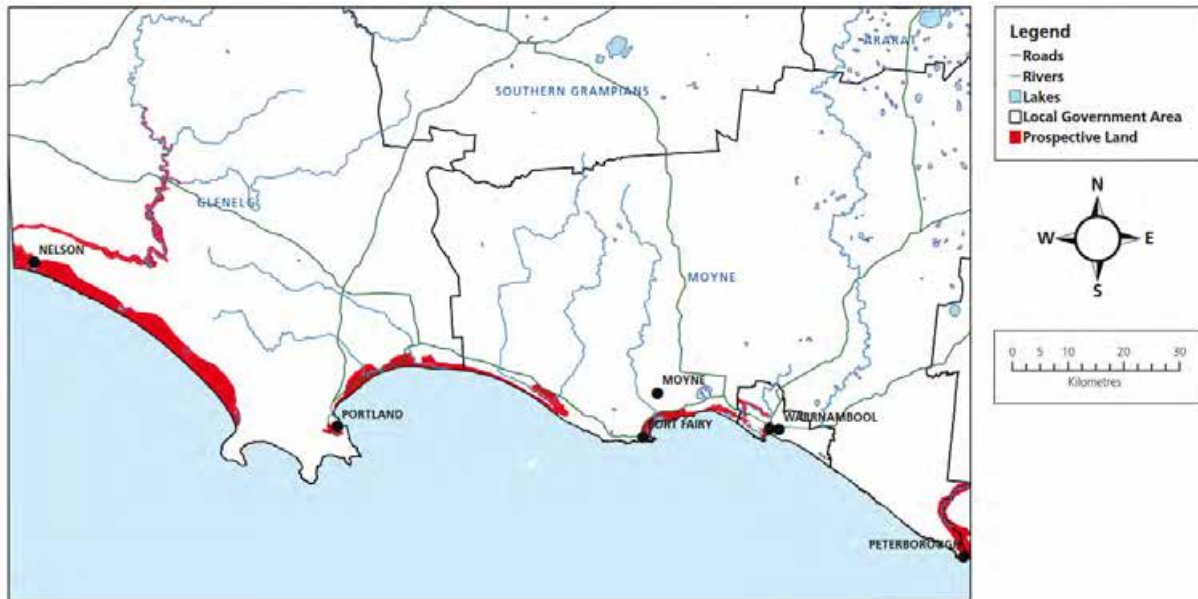 ARARAT
SOUTHERN GRAMPIANS
GLENELG
NELSON
MOYNE
MOYNE
PORTLAND
PORT FAIRY
WARRNAMBOOL
PETERBOROUGH
Legend
Roads
Rivers
Lakes
Local Government Area
Prospective Land
N
W E
S
0 5 10 20 30
Kilometres